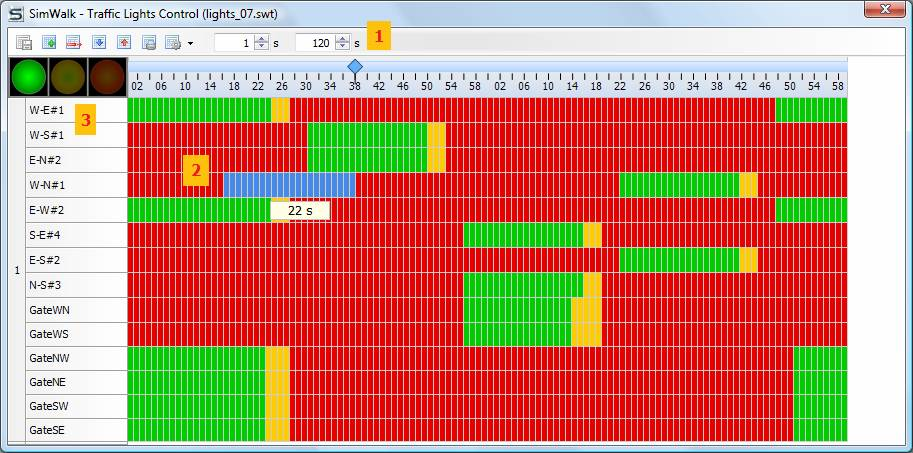 SimWalk - Traffic Lights Control (lights_07.swt)
1 s 120 s 1
02 06 10 14 18 22 26 30 34 38 42 46 50 54 58 02 06 10 14 18 22 26 30 34 38 42 46 50 54 58
W-E#1 3
W-S#1
E-N#2
2
W-N#1
E-W#2 22 s
S-E#4
E-S#2
1
N-S#3
GateWN
GateWS
GateNW
GateNE
GateSW
GateSE